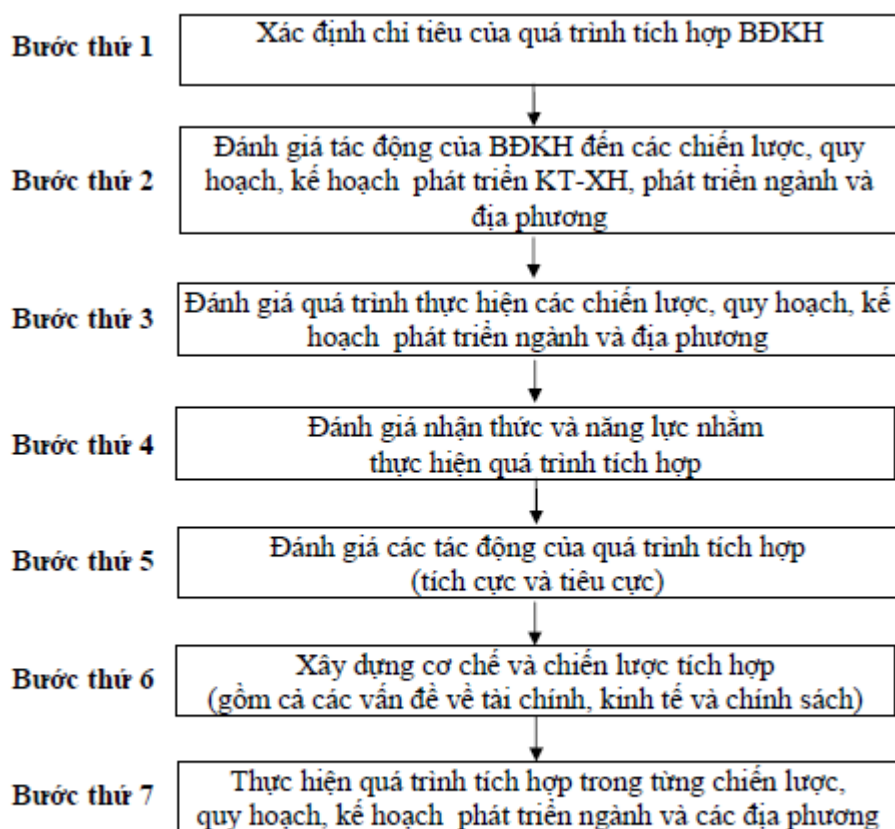 Bước thứ 1
Xác định chỉ tiêu của quá trình tích hợp BĐKH
Bước thứ 2
Đánh giá tác động của BĐKH đến các chiến lược, quy
hoạch, kế hoạch phát triển KT-XH, phát triển ngành và
địa phương
Bước thứ 3
Đánh giá quá trình thực hiện các chiến lược, quy hoạch, kế
hoạch phát triển ngành và địa phương
Bước thứ 4
Đánh giá nhận thức và năng lực nhằm
thực hiện quá trình tích hợp
Bước thứ 5
Đánh giá các tác động của quá trình tích hợp
(tích cực và tiêu cực)
Bước thứ 6
Xây dựng cơ chế và chiến lược tích hợp
(gồm cả các vấn đề về tài chính, kinh tế và chính sách)
Bước thứ 7
Thực hiện quá trình tích hợp trong từng chiến lược,
quy hoạch, kế hoạch phát triển ngành và các địa phương